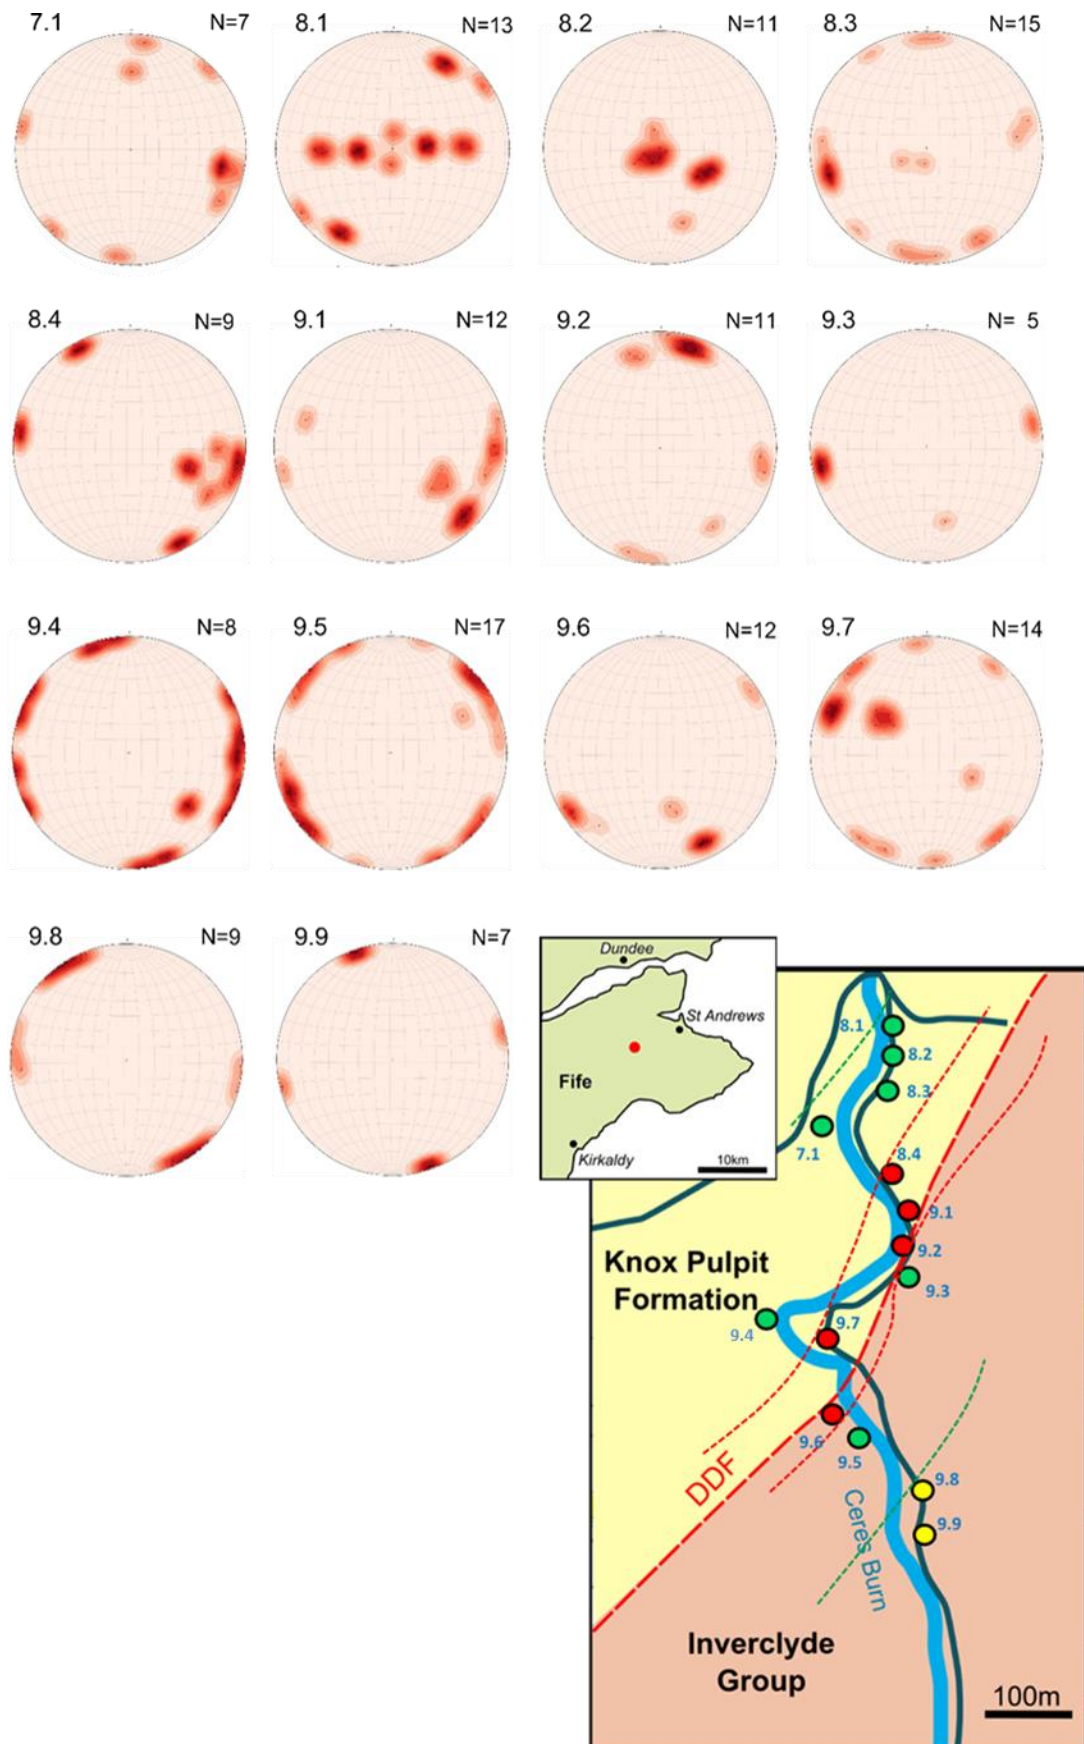 7.1 N=7 8.1 N=13 8.2 N=11 8.3 N=15
8.4 N=9 9.1 N=12 9.2 N=11 9.3 N= 5
9.4 N=8 9.5 N=17 9.6 N=12 9.7 N=14
9.8 N=9 9.9 N=7
Dundee
St Andrews
Fife
Kirkaldy
10km
8.1
8.2
8.3
7.1
8.4
9.1
9.2
9.3
Knox Pulpit
Formation
9.4
9.7
9.6
9.5
DDF
9.8
9.9
Ceres Burn
Inverclyde
Group
100m